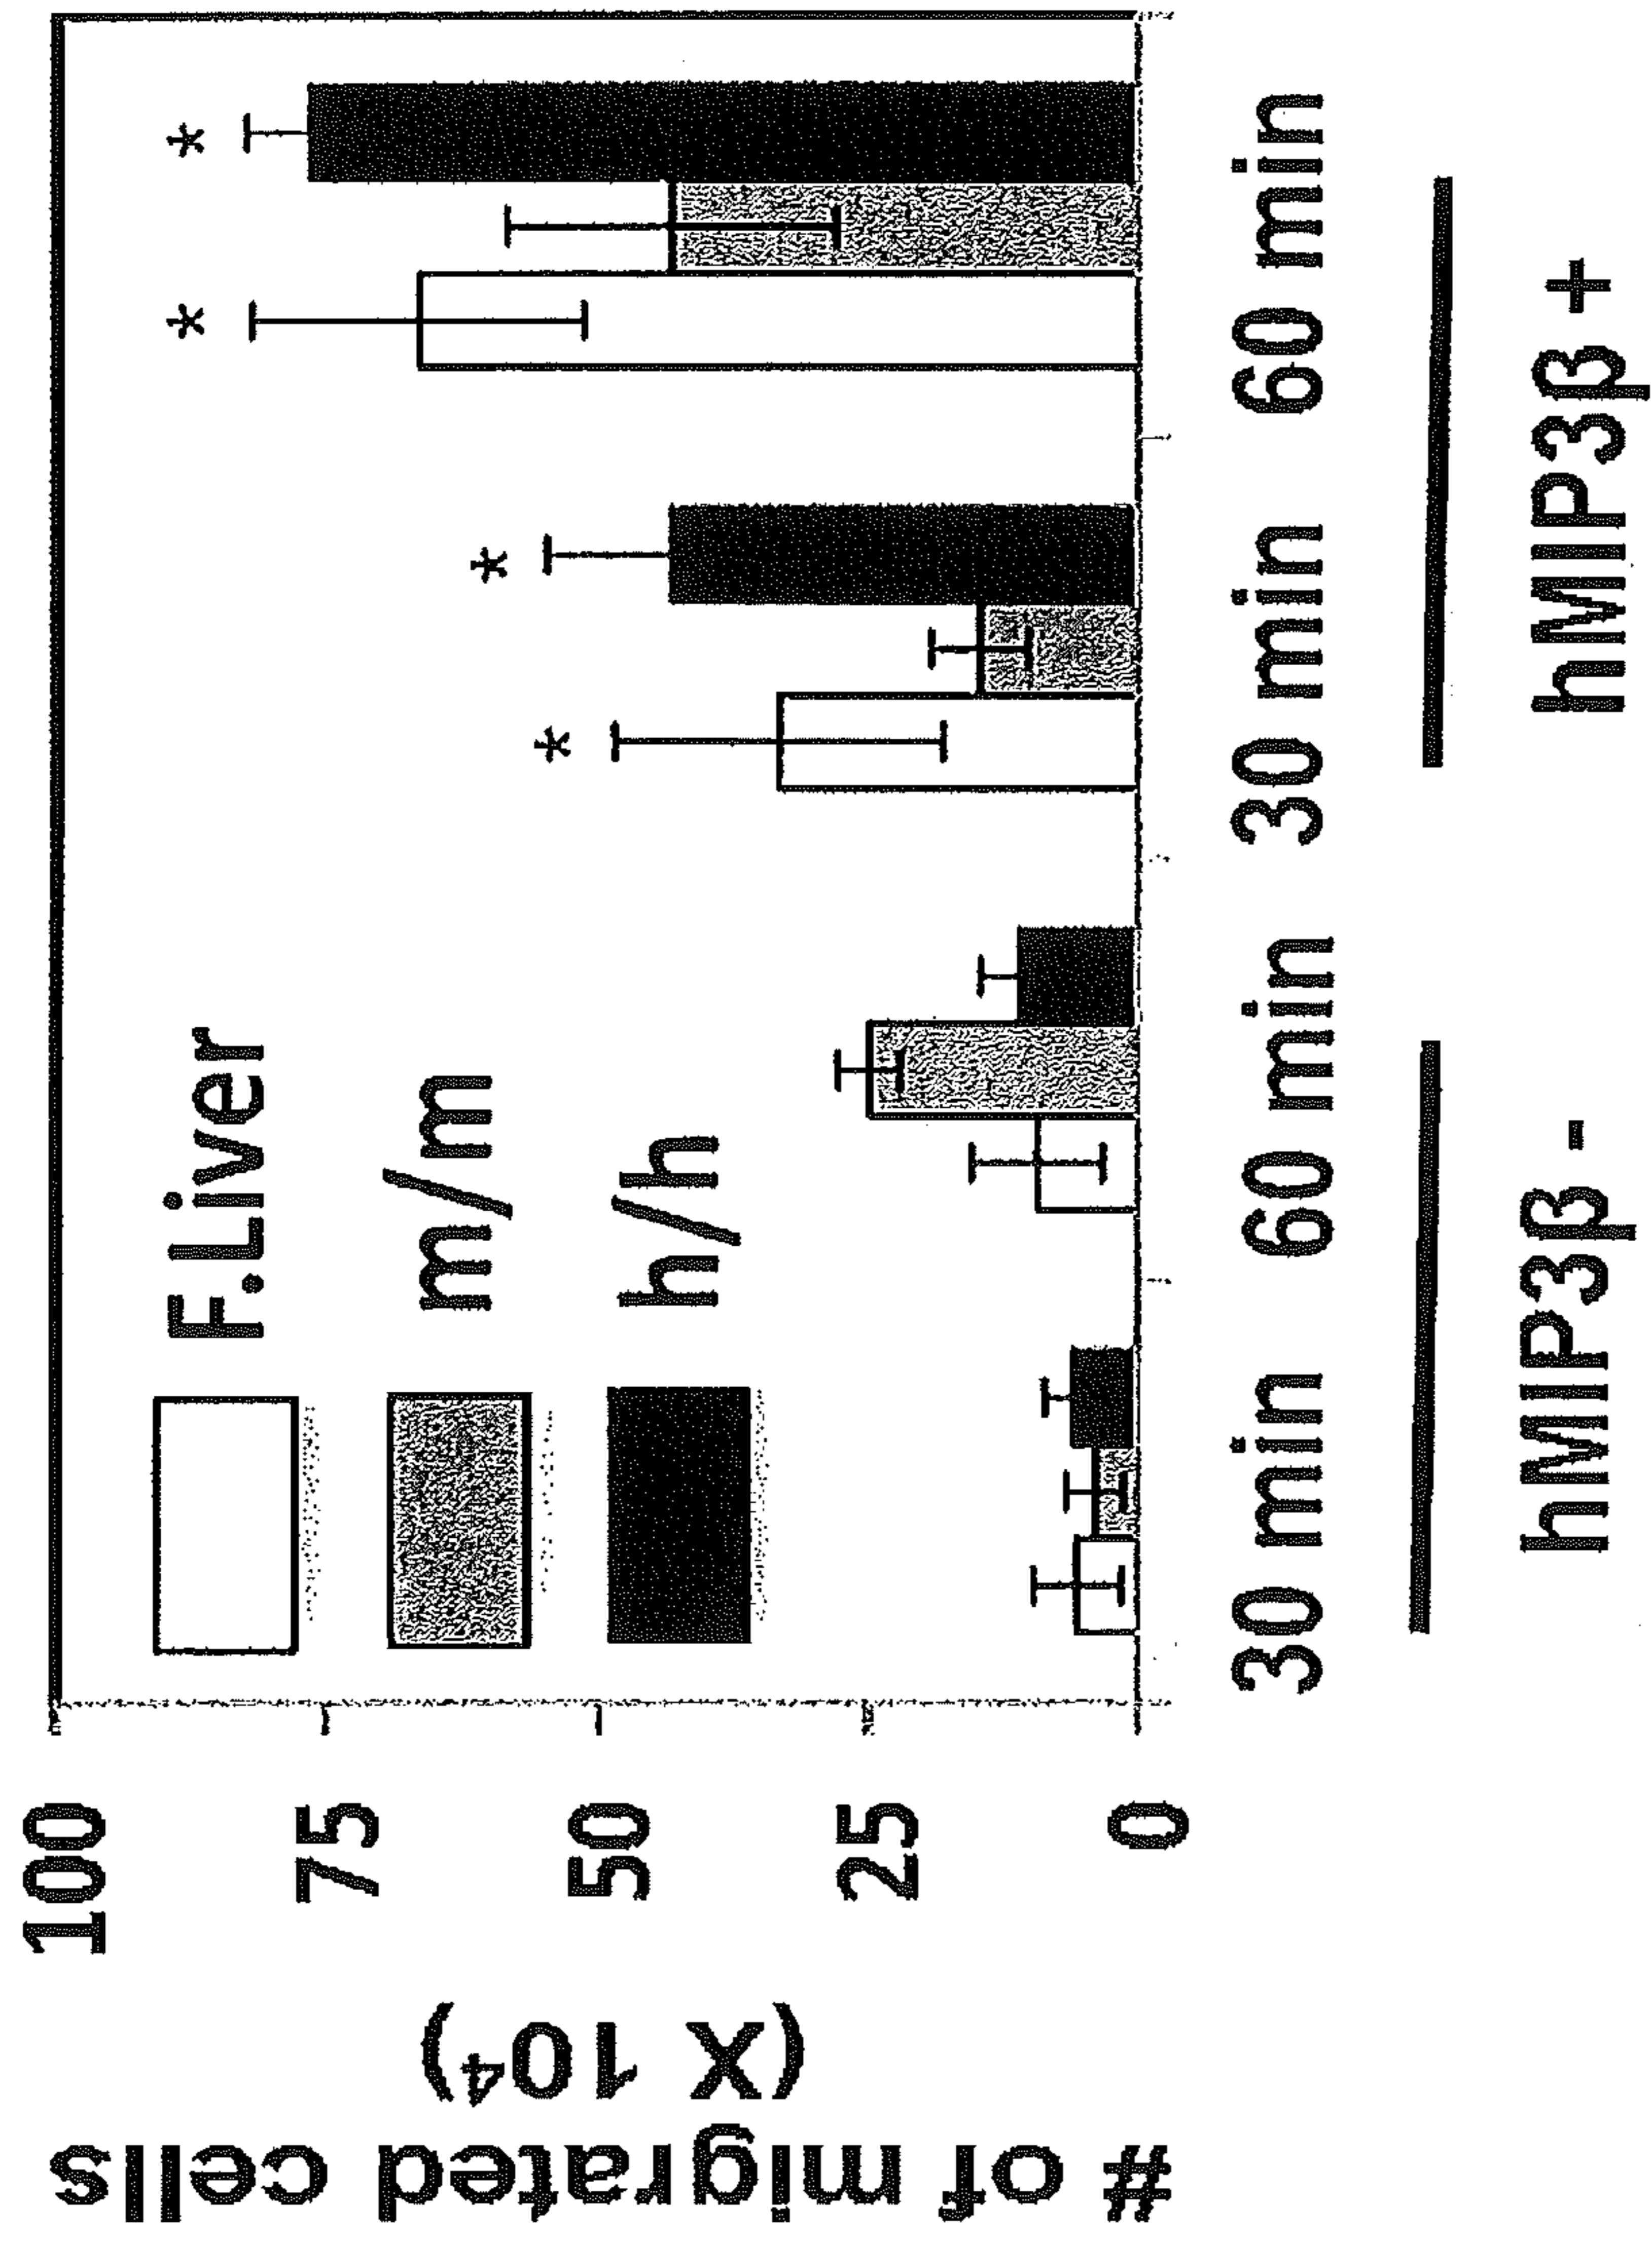 # of migrated cells
(X 10⁴)
100
75
50
25
0
F.Liver
m/m
h/h
*
*
*
*
30 min 60 min 30 min 60 min
hMIP3β - hMIP3β +